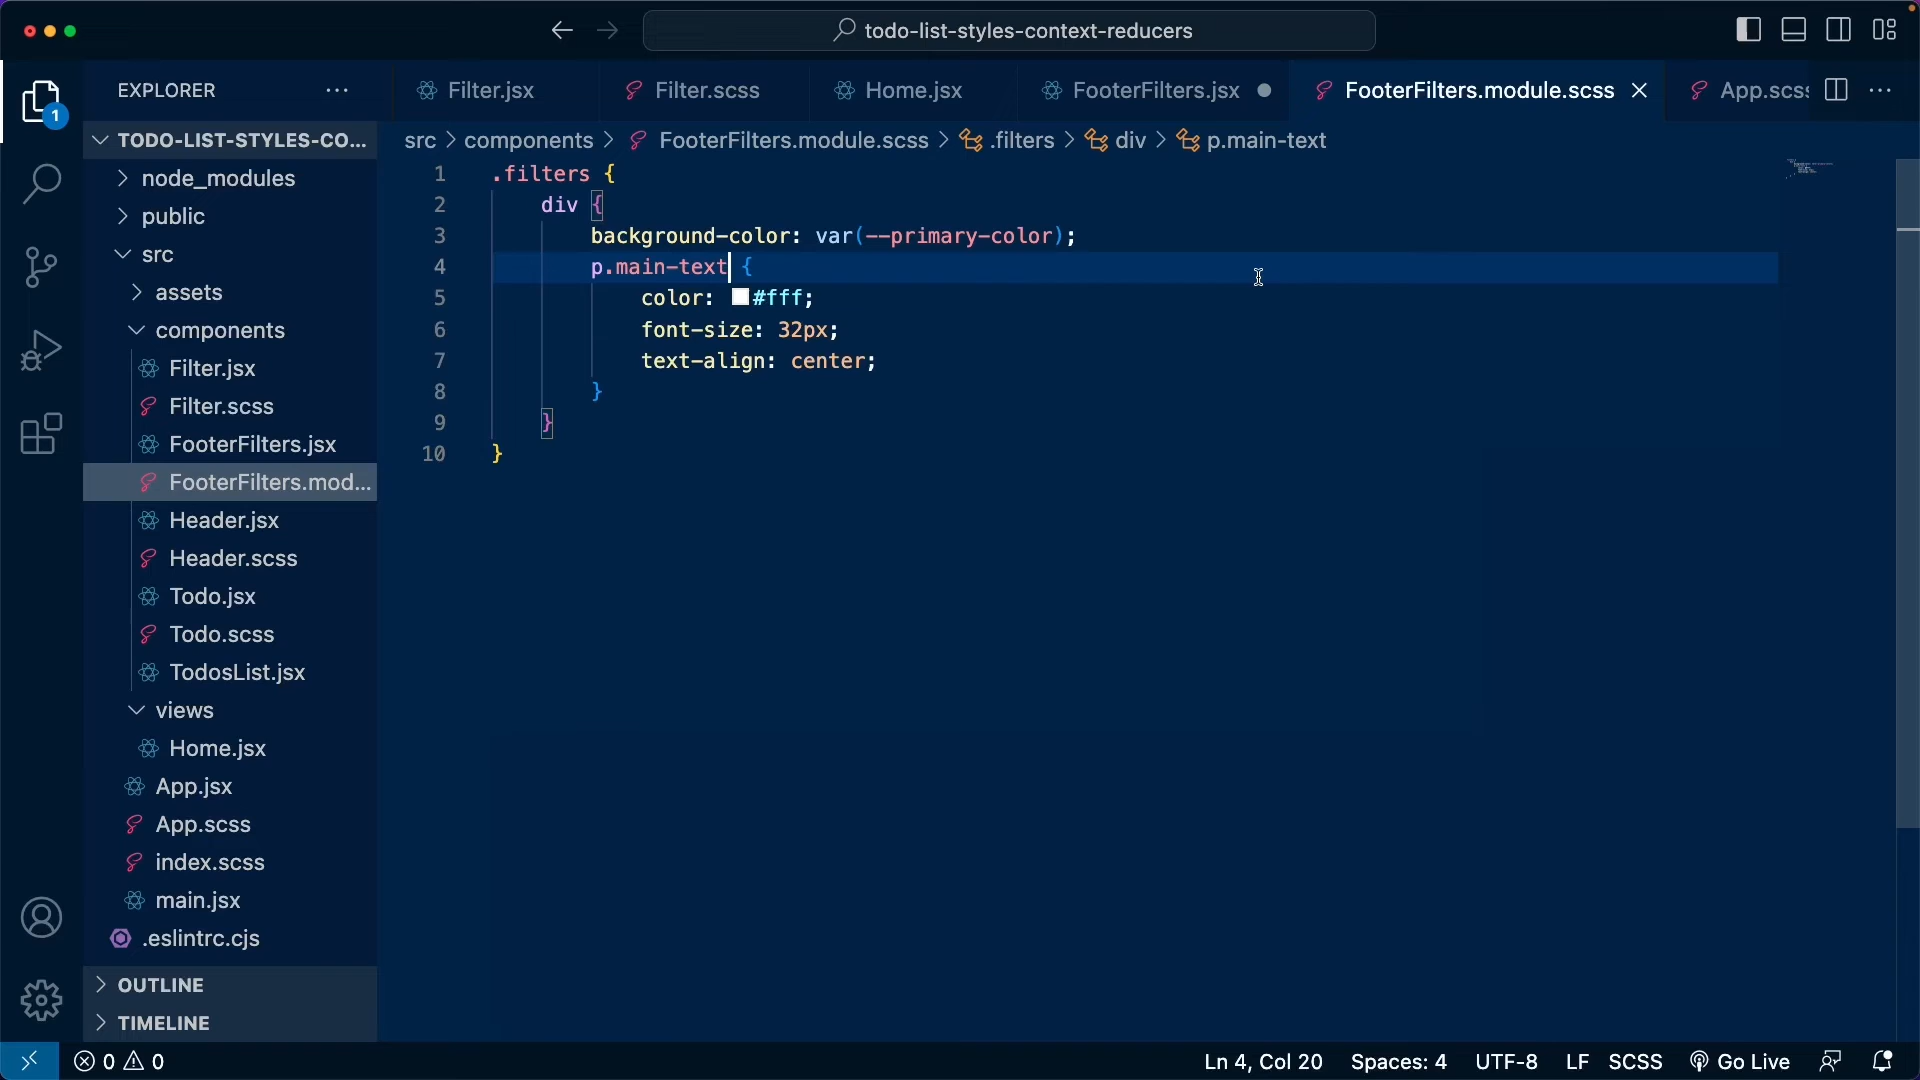 todo-list-styles-context-reducers
EXPLORER
Filter.jsx
Filter.scss
Home.jsx
FooterFilters.jsx
FooterFilters.module.scss
App.scss
TODO-LIST-STYLES-CO...
src > components > FooterFilters.module.scss > .filters > div > p.main-text
node_modules
public
src
assets
components
Filter.jsx
Filter.scss
FooterFilters.jsx
FooterFilters.mod...
Header.jsx
Header.scss
Todo.jsx
Todo.scss
TodosList.jsx
views
Home.jsx
App.jsx
App.scss
index.scss
main.jsx
.eslintrc.cjs
OUTLINE
TIMELINE
1
1 .filters {
2 div {
3 background-color: var(--primary-color);
4 p.main-text {
5 color: #fff;
6 font-size: 32px;
7 text-align: center;
8 }
9 }
10 }
0 0
Ln 4, Col 20
Spaces: 4
UTF-8
LF
SCSS
Go Live